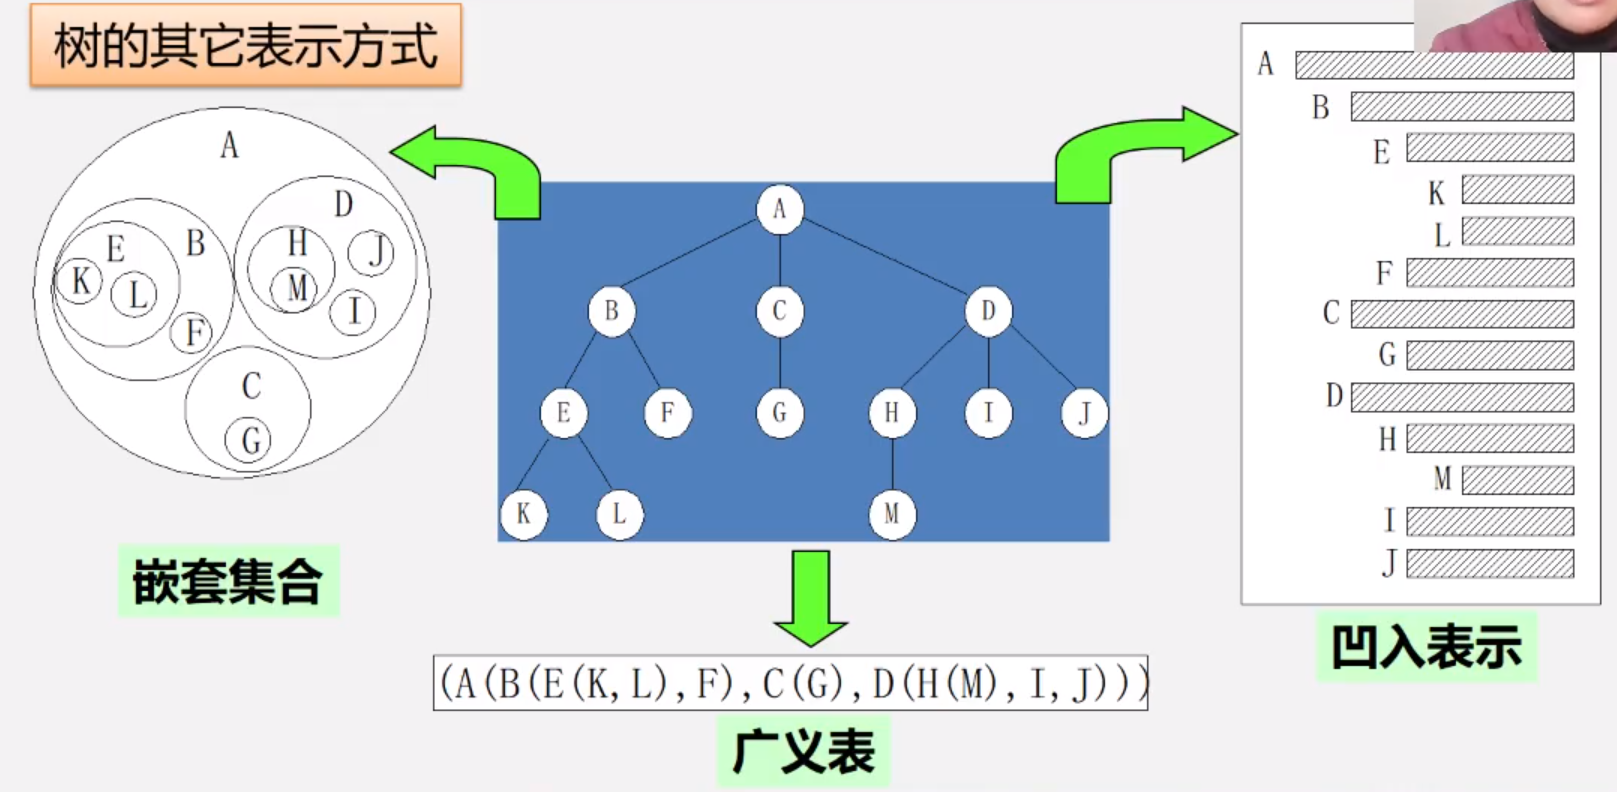 树的其它表示方式
A
D
B
E
H
J
K
L
M
I
F
C
G
嵌套集合
A
B C D
E F G H I J
K L M
(A(B(E(K,L),F),C(G),D(H(M),I,J)))
广义表
A
B
E
K
L
F
C
G
D
H
M
I
J
凹入表示